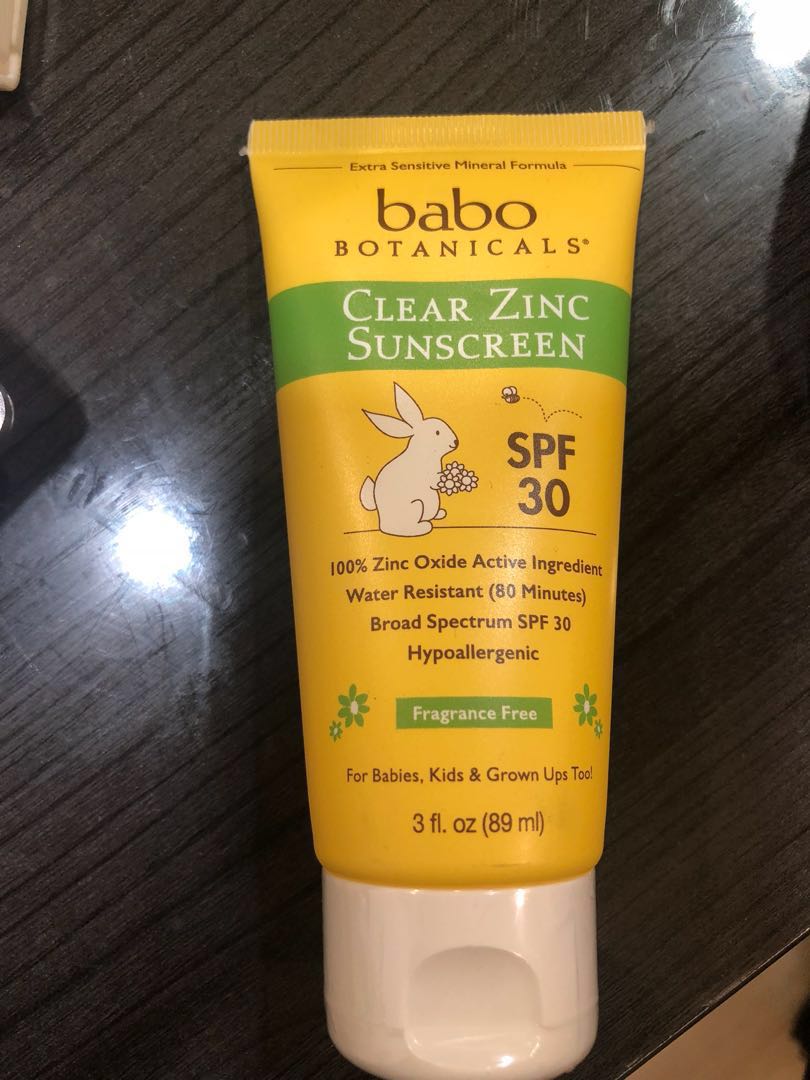 Extra Sensitive Mineral Formula
babo
BOTANICALS®
CLEAR ZINC
SUNSCREEN
SPF
30
100% Zinc Oxide Active Ingredient
Water Resistant (80 Minutes)
Broad Spectrum SPF 30
Hypoallergenic
Fragrance Free
For Babies, Kids & Grown Ups Too!
3 fl. oz (89 ml)